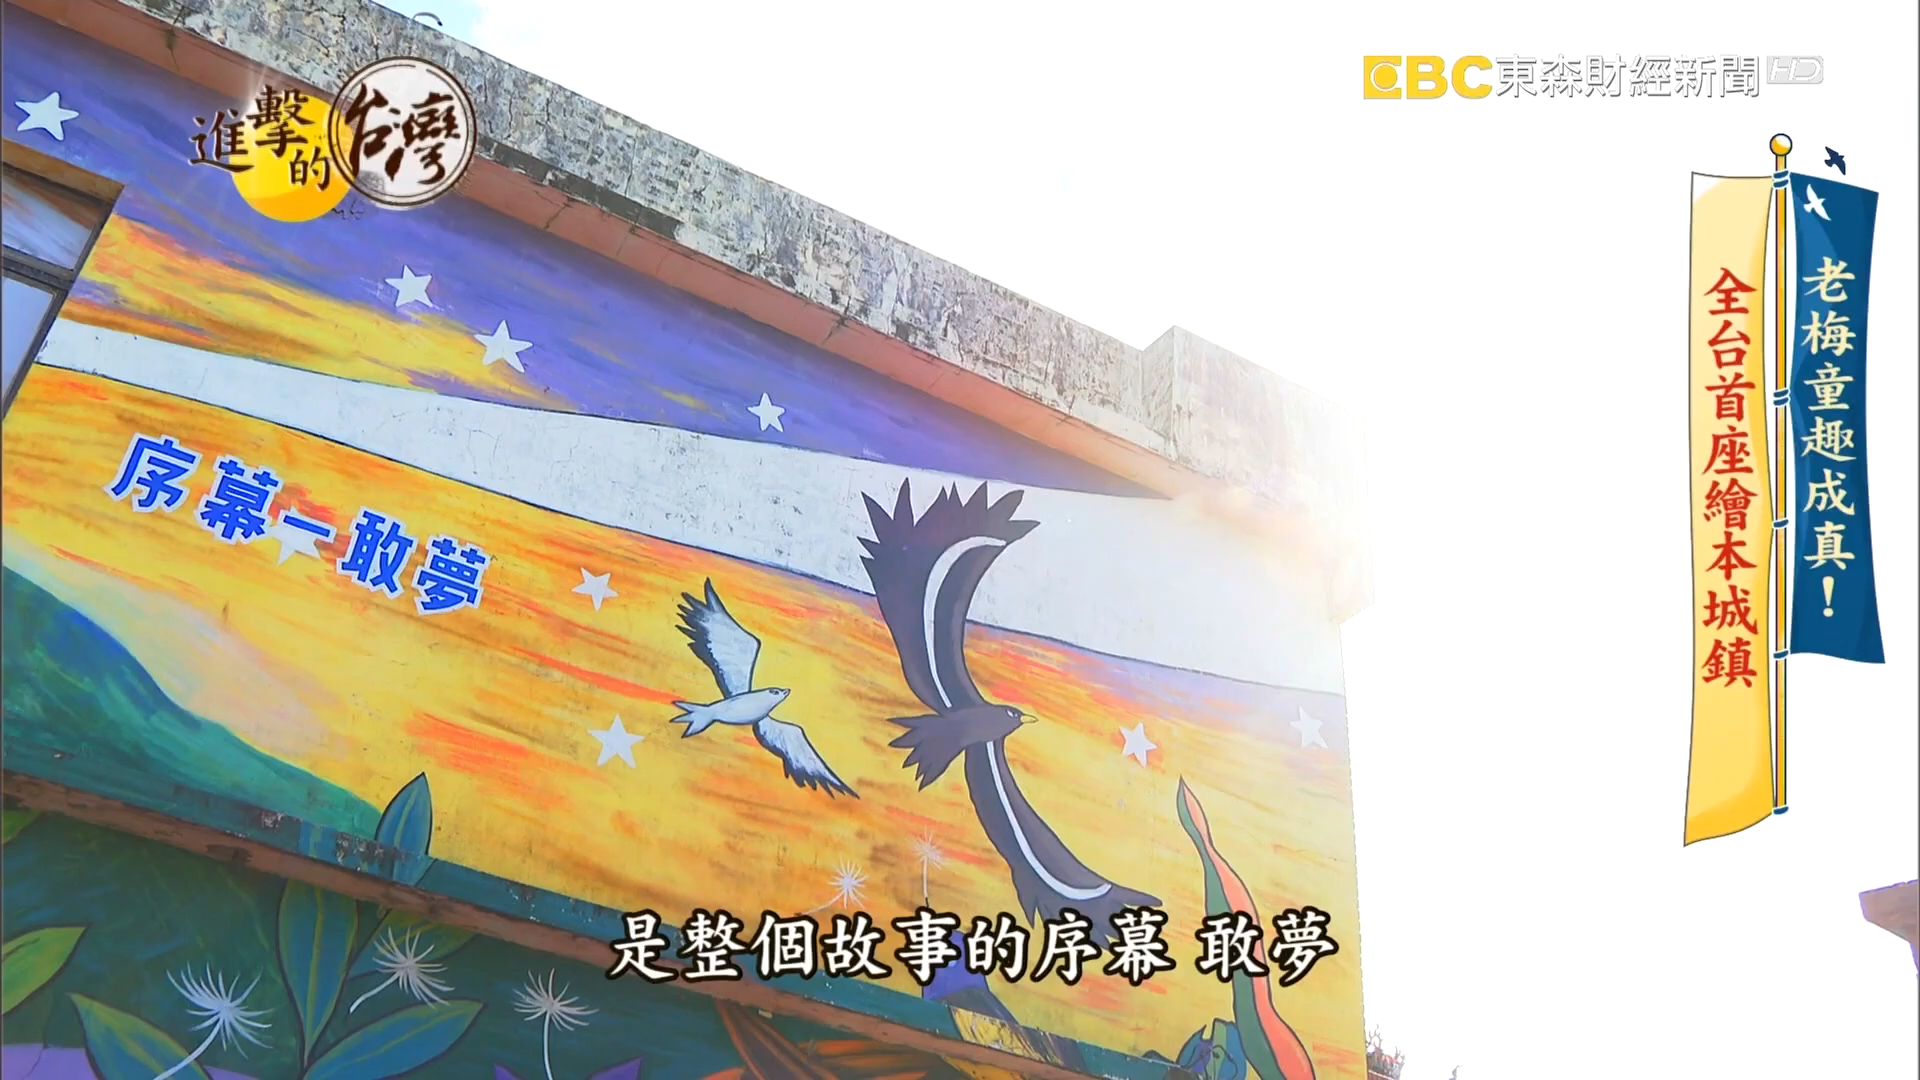 進擊的台灣
EBC東森財經新聞HD
老梅童趣成真！
全台首座繪本城鎮
序幕-敢夢
是整個故事的序幕 敢夢